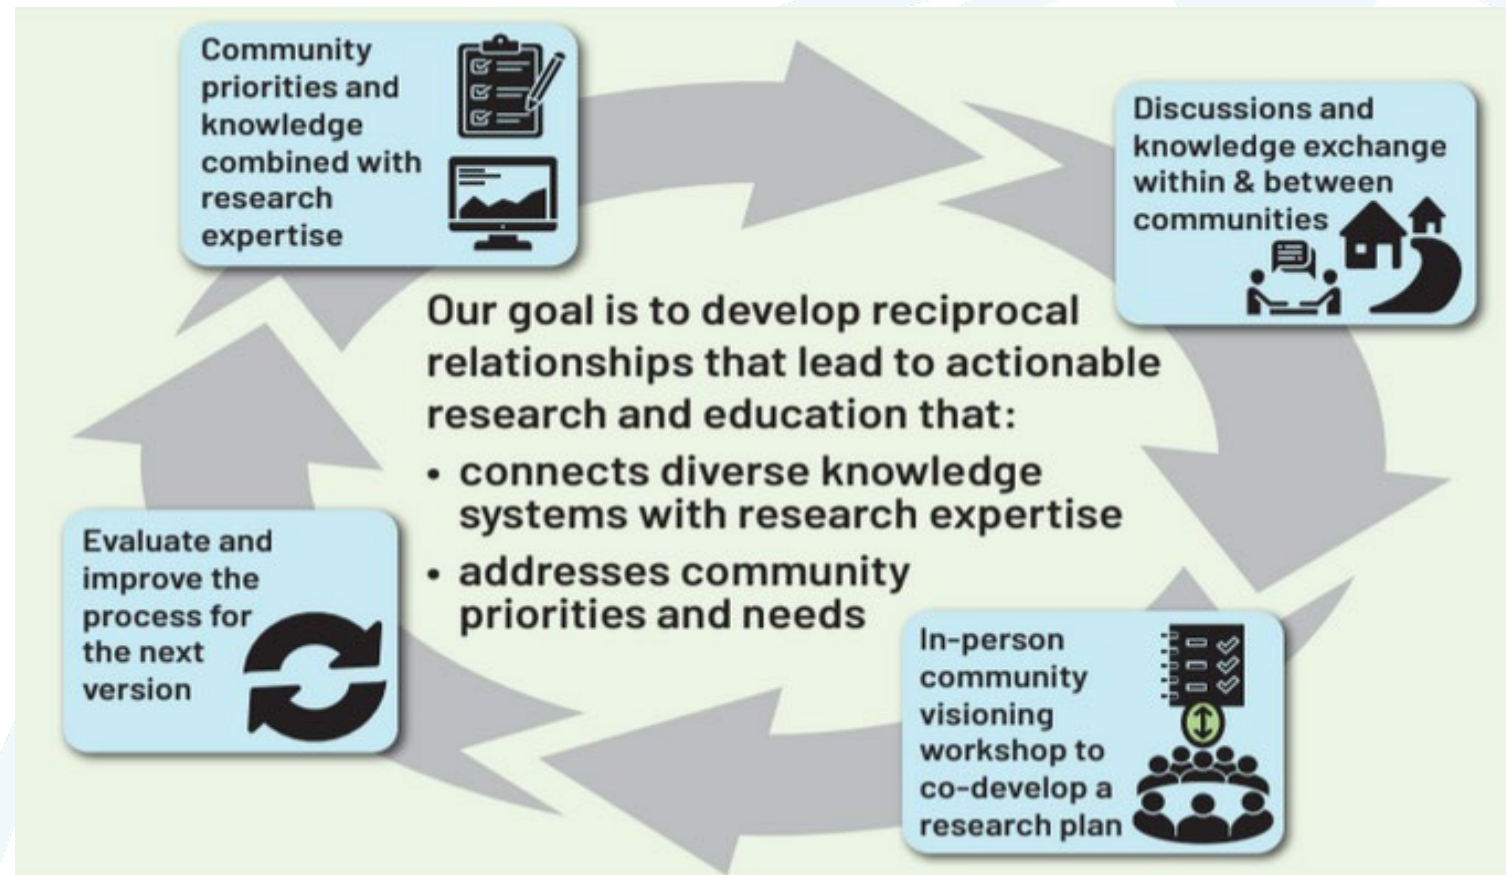 Community
priorities and
knowledge
combined with
research
expertise
Discussions and
knowledge exchange
within & between
communities
Our goal is to develop reciprocal
relationships that lead to actionable
research and education that:
• connects diverse knowledge
systems with research expertise
• addresses community
priorities and needs
In-person
community
visioning
workshop to
co-develop a
research plan
Evaluate and
improve the
process for
the next
version